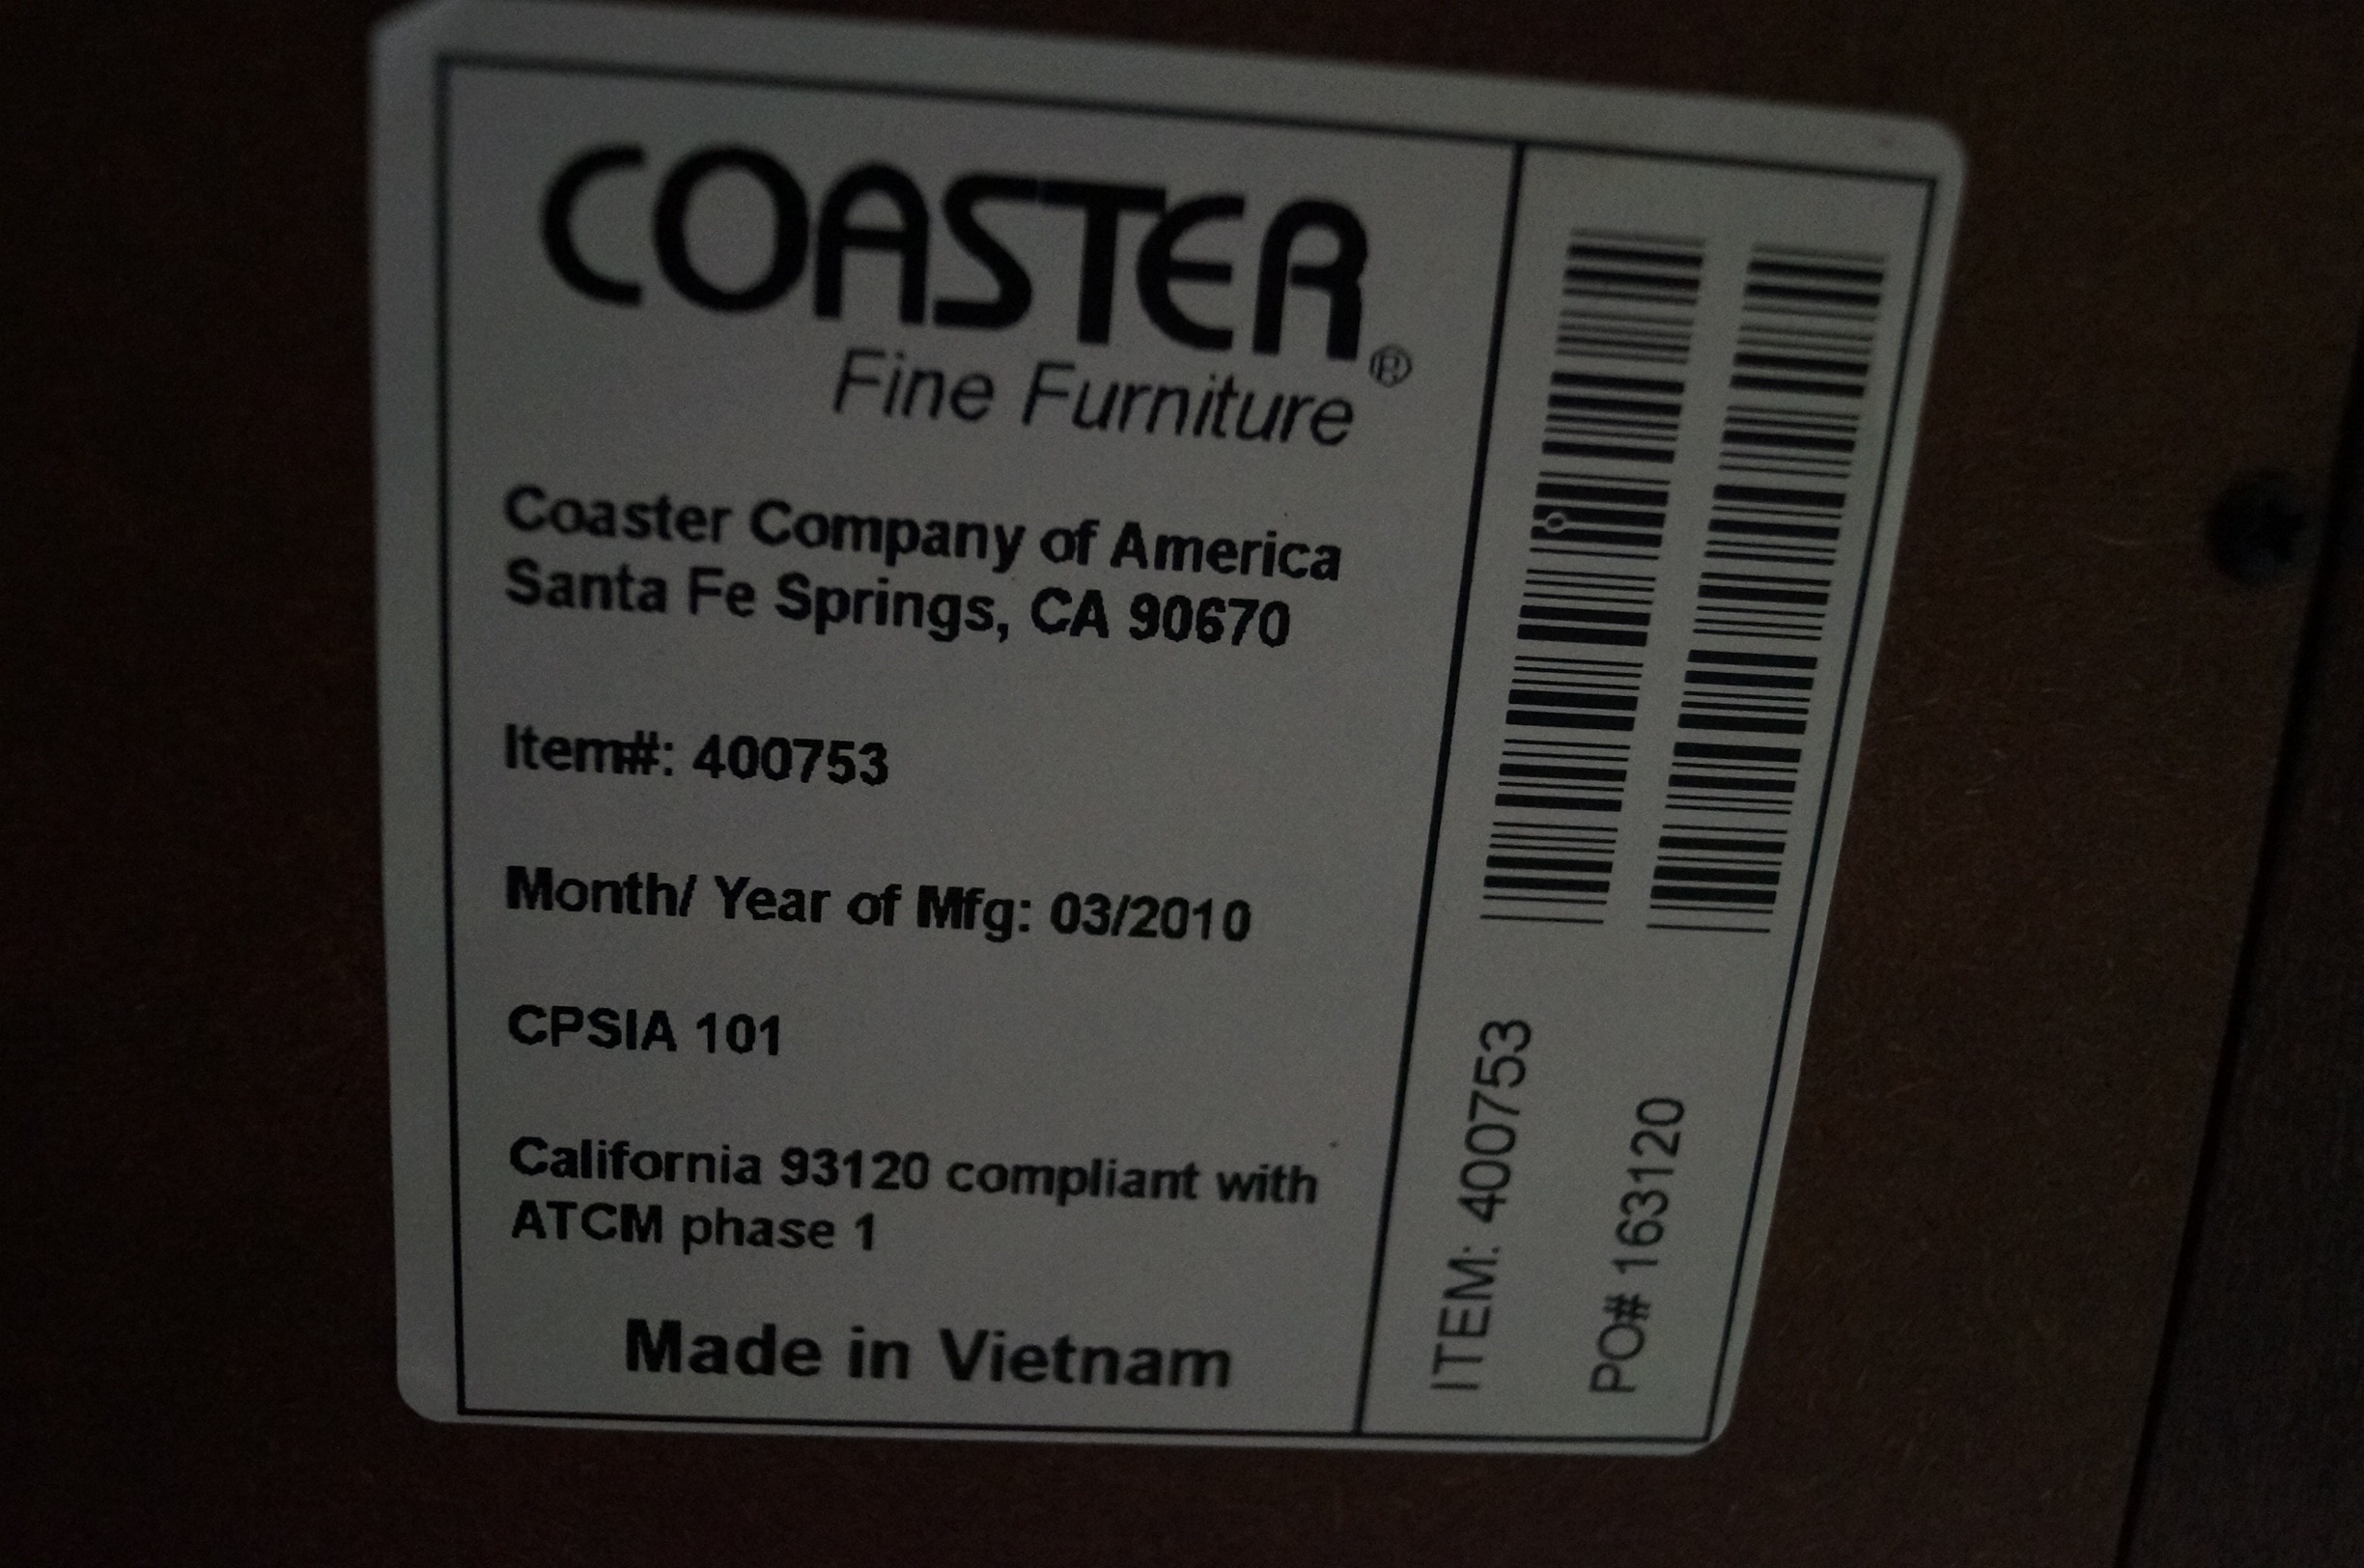 COASTER®
Fine Furniture
Coaster Company of America
Santa Fe Springs, CA 90670
Item#: 400753
Month/ Year of Mfg: 03/2010
CPSIA 101
California 93120 compliant with
ATCM phase 1
Made in Vietnam
ITEM: 400753
PO# 163120